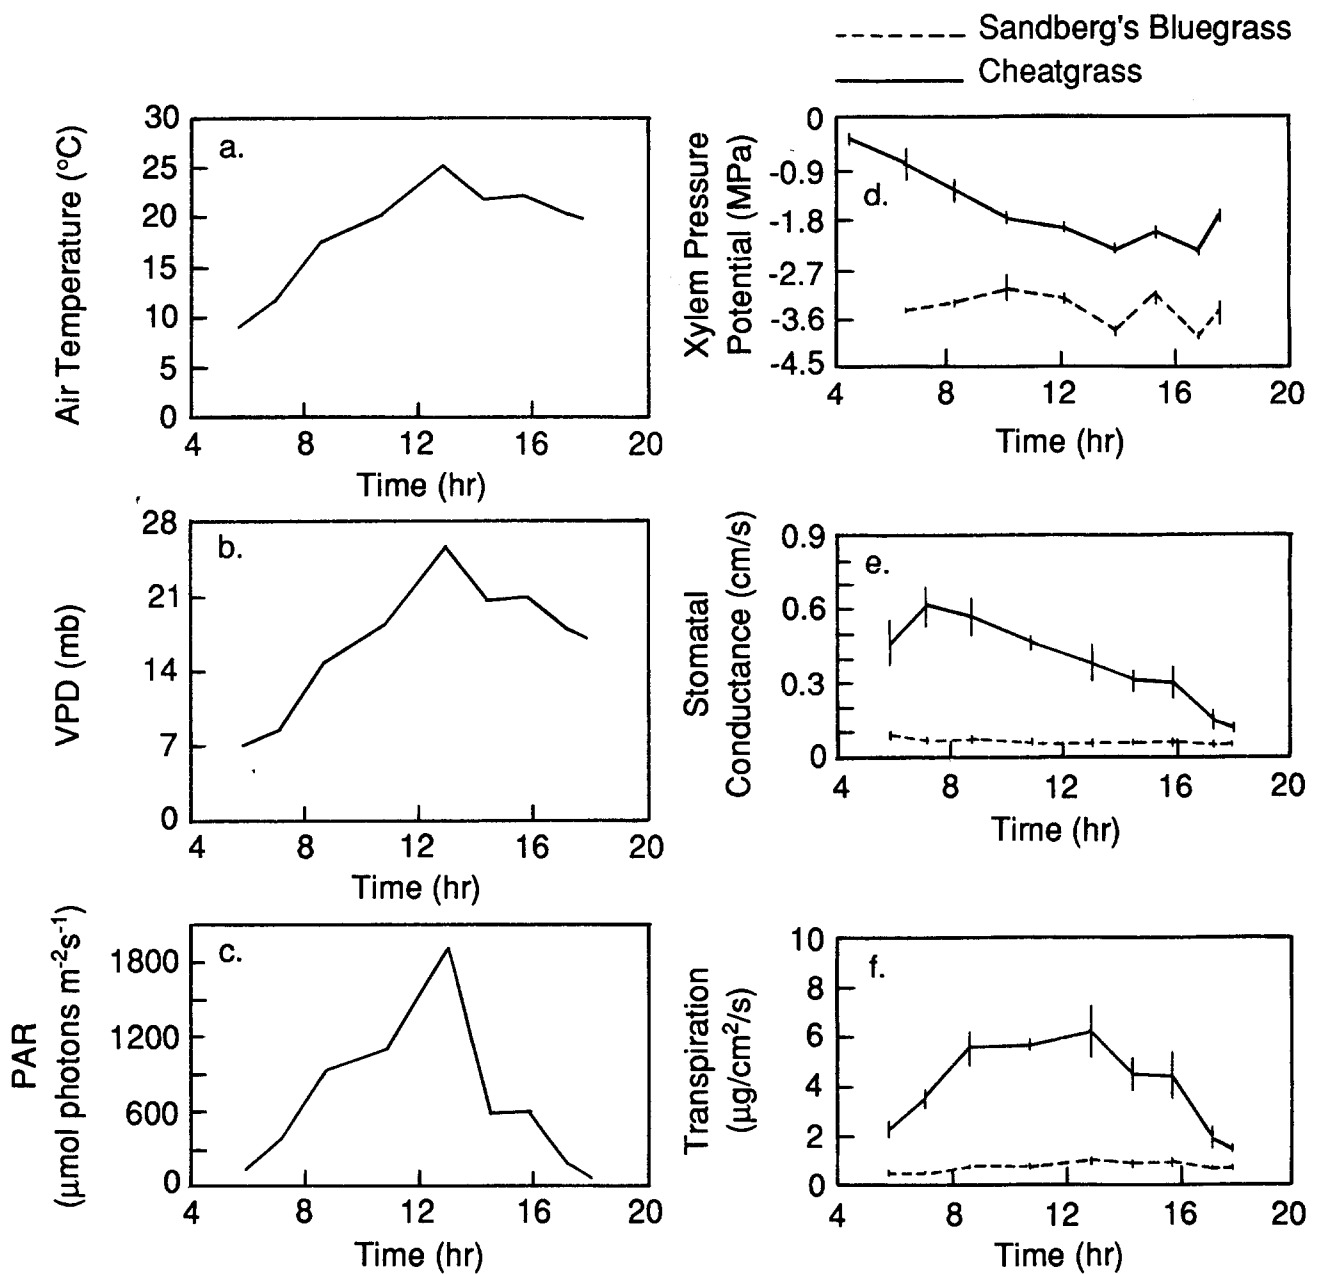 Sandberg's Bluegrass
Cheatgrass
a.
Air Temperature (°C)
30
25
20
15
10
5
0
4 8 12 16 20
Time (hr)
d.
Xylem Pressure
Potential (MPa)
0
-0.9
-1.8
-2.7
-3.6
-4.5
4 8 12 16 20
Time (hr)
b.
VPD (mb)
28
21
14
7
0
4 8 12 16 20
Time (hr)
e.
Stomatal
Conductance (cm/s)
0.9
0.6
0.3
0
4 8 12 16 20
Time (hr)
c.
PAR
(μmol photons m-2s-1)
1800
1200
600
0
4 8 12 16 20
Time (hr)
f.
Transpiration
(μg/cm2/s)
10
8
6
4
2
0
4 8 12 16 20
Time (hr)